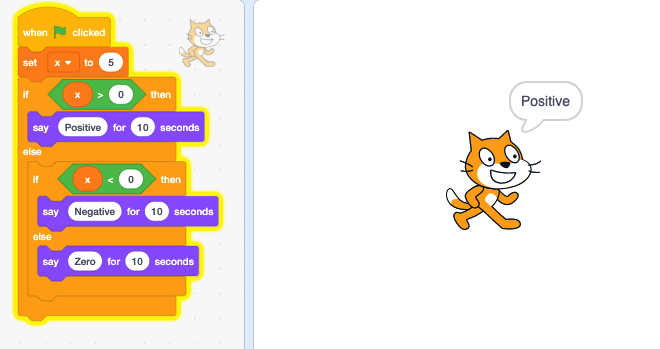 when clicked
set x to 5
if x > 0 then
say Positive for 10 seconds
else
if x < 0 then
say Negative for 10 seconds
else
say Zero for 10 seconds
Positive